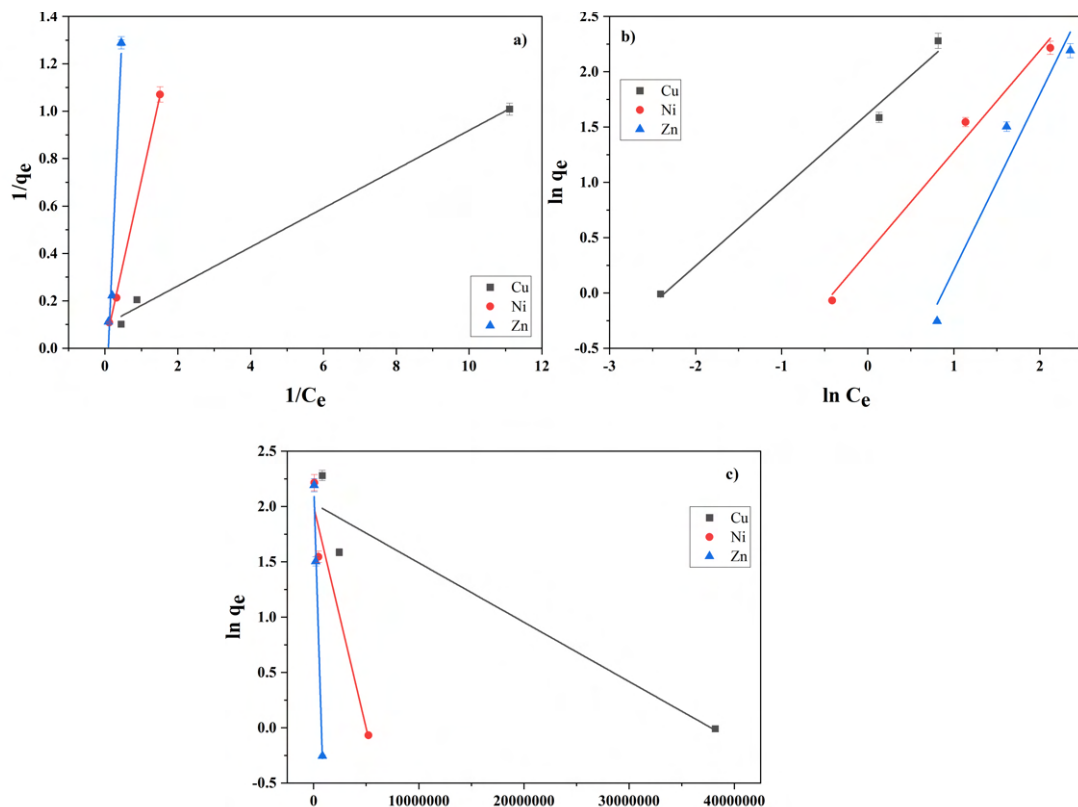 a)
1.4
1.2
1.0
0.8
0.6
0.4
0.2
0.0
1/qe
Cu
Ni
Zn
0 2 4 6 8 10 12
1/Ce
b)
2.5
2.0
1.5
1.0
0.5
0.0
-0.5
ln qe
Cu
Ni
Zn
-3 -2 -1 0 1 2
ln Ce
c)
2.5
2.0
1.5
1.0
0.5
0.0
-0.5
ln qe
Cu
Ni
Zn
0 10000000 20000000 30000000 40000000